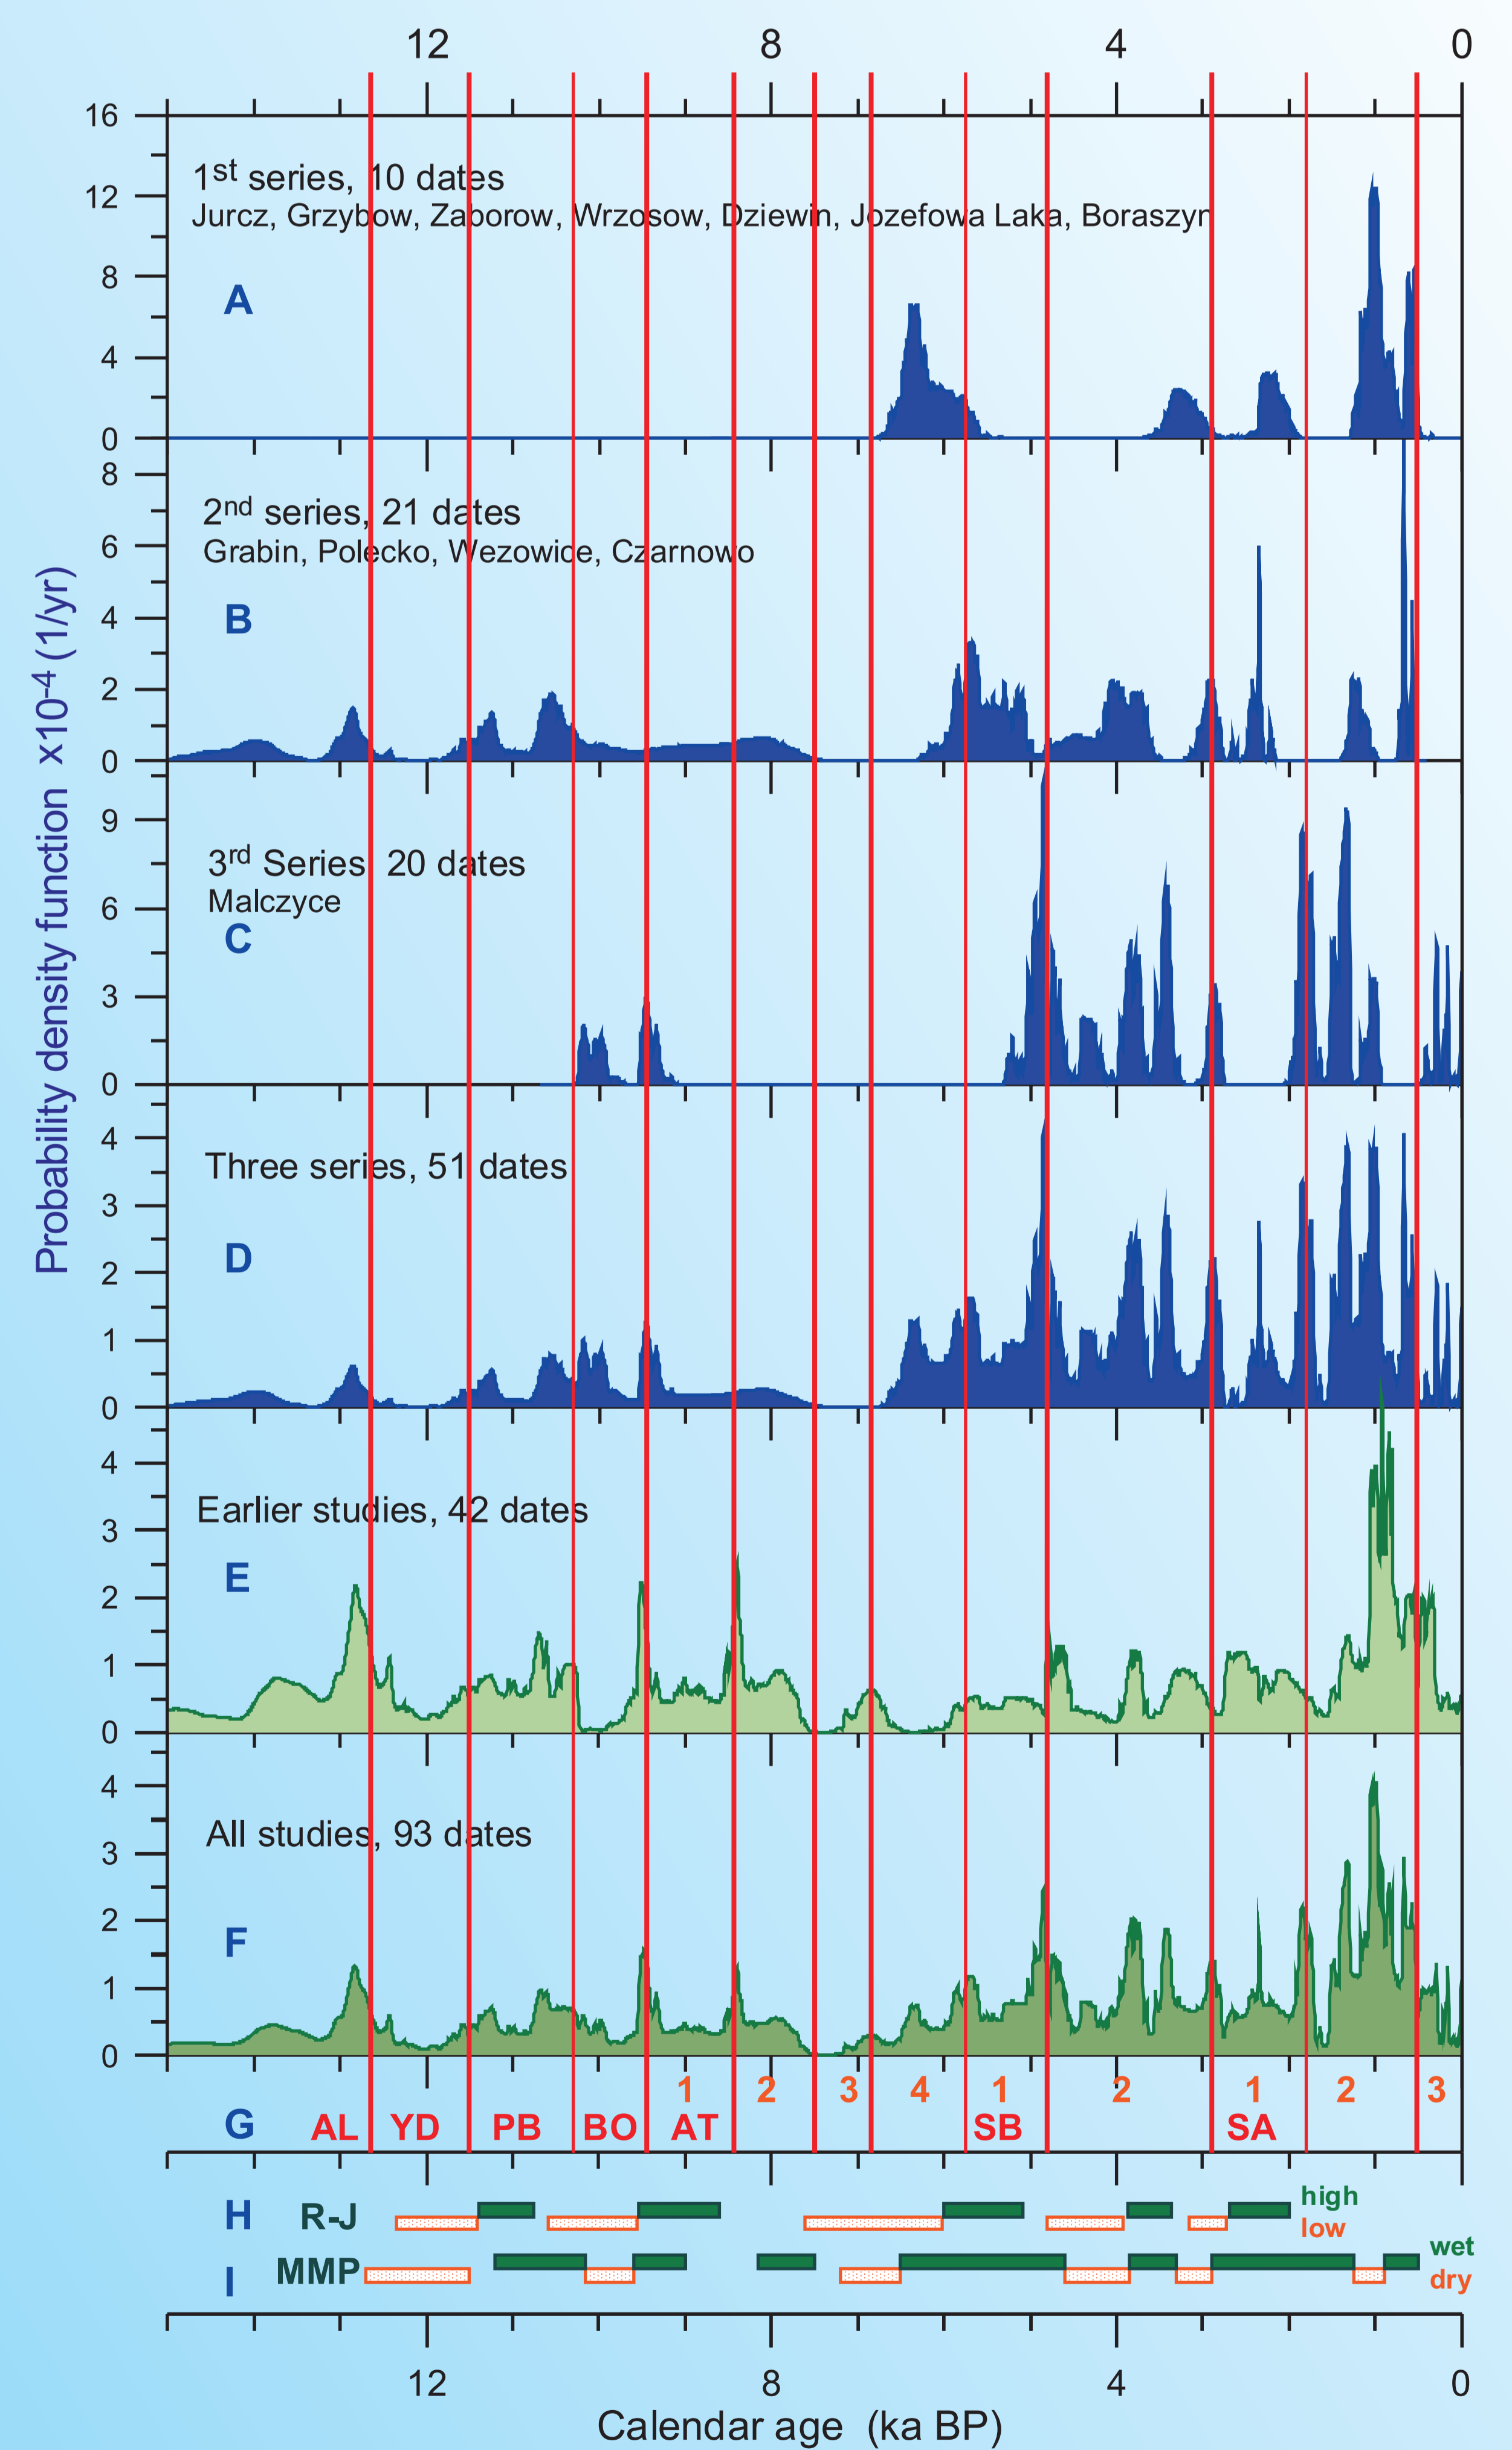 12 8 4 0
16
1st series, 10 dates
12
Jurcz, Grzybow, Zaborow, Wrzosow, Dziewin, Jozefowa Laka, Boraszyn
8
A
4
0
8
2nd series, 21 dates
6
Grabin, Polecko, Wezowice, Czarnowo
4
B
2
0
Probability density function x10-4 (1/yr)
9
3rd Series, 20 dates
6
Malczyce
C
3
0
4
Three series, 51 dates
3
2
D
1
0
4
Earlier studies, 42 dates
3
2
E
1
0
4
All studies, 93 dates
3
2
F
1
0
1 2 3 4 1 2 1 2 3
G AL YD PB BO AT SB SA
H R-J high
low
I MMP wet
dry
12 8 4 0
Calendar age (ka BP)